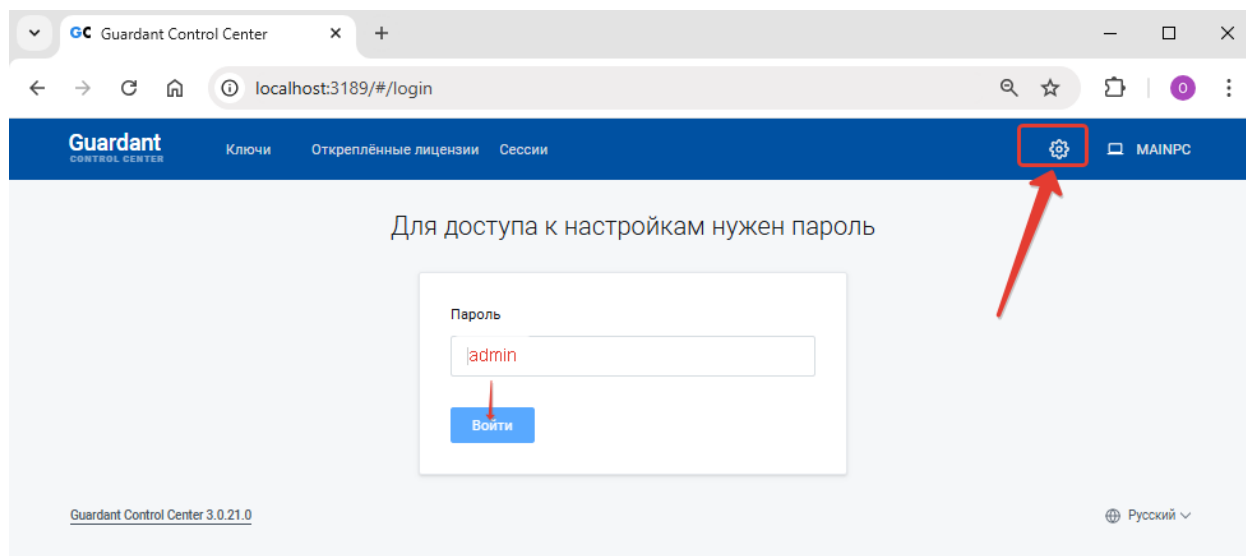 GC Guardant Control Center
localhost:3189/#/login
O
Guardant
CONTROL CENTER
Ключи Откреплённые лицензии Сессии MAINPC
Для доступа к настройкам нужен пароль
Пароль
admin
Войти
Guardant Control Center 3.0.21.0 Русский